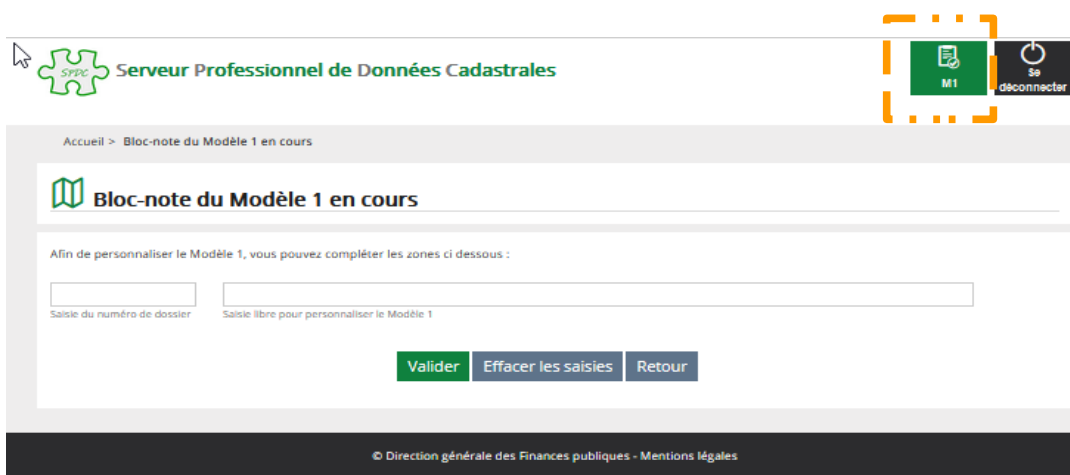 SPDC
Serveur Professionnel de Données Cadastrales
M1
Se
déconnecter
Accueil > Bloc-note du Modèle 1 en cours
Bloc-note du Modèle 1 en cours
Afin de personnaliser le Modèle 1, vous pouvez compléter les zones ci dessous :
Saisie du numéro de dossier Saisie libre pour personnaliser le Modèle 1
Valider Effacer les saisies Retour
© Direction générale des Finances publiques - Mentions légales